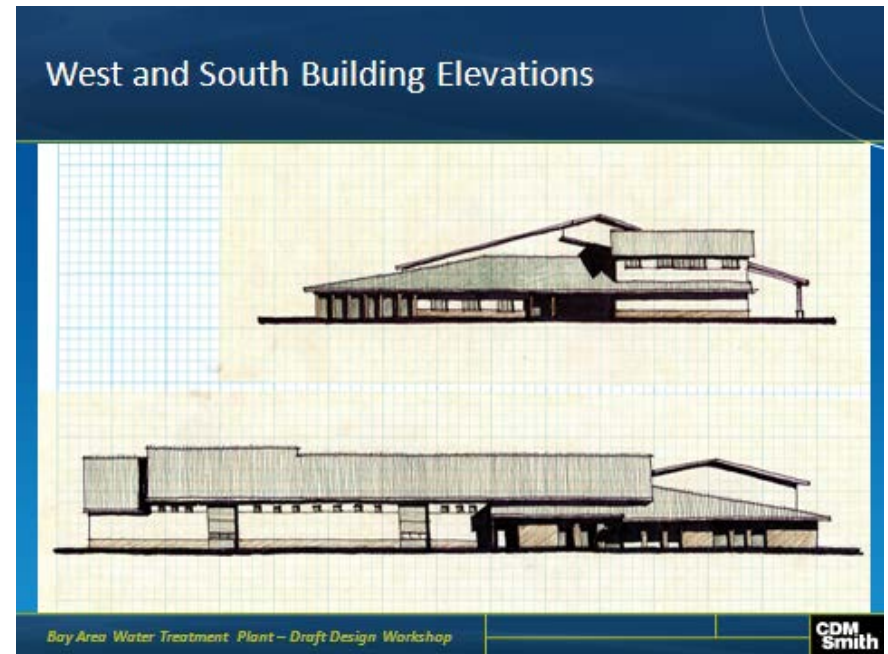 West and South Building Elevations
Bay Area Water Treatment Plant – Draft Design Workshop
CDM
Smith